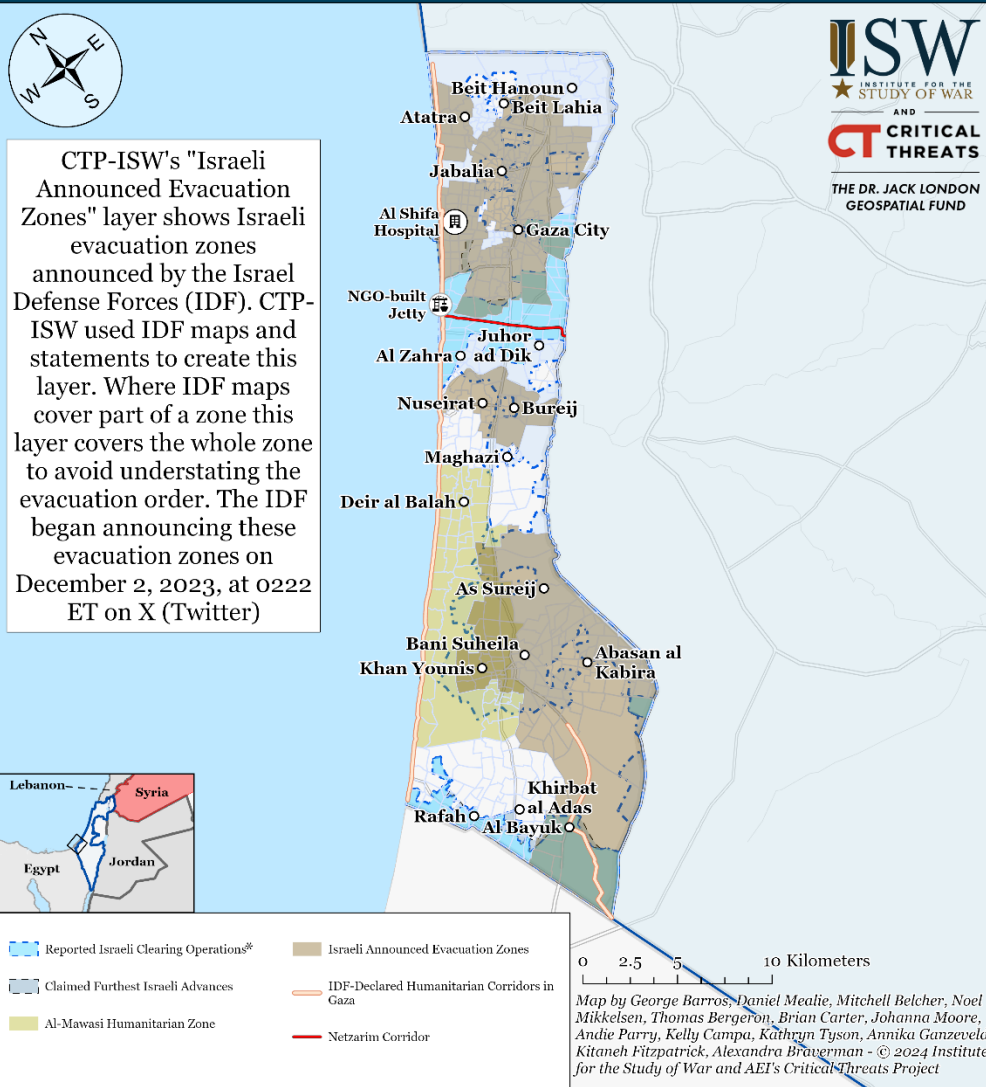 N
E
W
S
ISW
INSTITUTE FOR THE
STUDY OF WAR
AND
CT CRITICAL
THREATS
THE DR. JACK LONDON
GEOSPATIAL FUND
CTP-ISW's "Israeli
Announced Evacuation
Zones" layer shows Israeli
evacuation zones
announced by the Israel
Defense Forces (IDF). CTP-
ISW used IDF maps and
statements to create this
layer. Where IDF maps
cover part of a zone this
layer covers the whole zone
to avoid understating the
evacuation order. The IDF
began announcing these
evacuation zones on
December 2, 2023, at 0222
ET on X (Twitter)
Beit Hanoun
Beit Lahia
Atatra
Jabalia
Al Shifa
Hospital
Gaza City
NGO-built
Jetty
Juhor
ad Dik
Al Zahra
Nuseirat
Bureij
Maghazi
Deir al Balah
As Sureij
Bani Suheila
Khan Younis
Abasan al
Kabira
Khirbat
al Adas
Rafah
Al Bayuk
Lebanon
Syria
Egypt
Jordan
Reported Israeli Clearing Operations*
Claimed Furthest Israeli Advances
Al-Mawasi Humanitarian Zone
Israeli Announced Evacuation Zones
IDF-Declared Humanitarian Corridors in
Gaza
Netzarim Corridor
0 2.5 5 10 Kilometers
Map by George Barros, Daniel Mealie, Mitchell Belcher, Noel
Mikkelsen, Thomas Bergeron, Brian Carter, Johanna Moore,
Andie Parry, Kelly Campa, Kathryn Tyson, Annika Ganzeveld
Kitaneh Fitzpatrick, Alexandra Braverman - © 2024 Institute
for the Study of War and AEI's Critical Threats Project